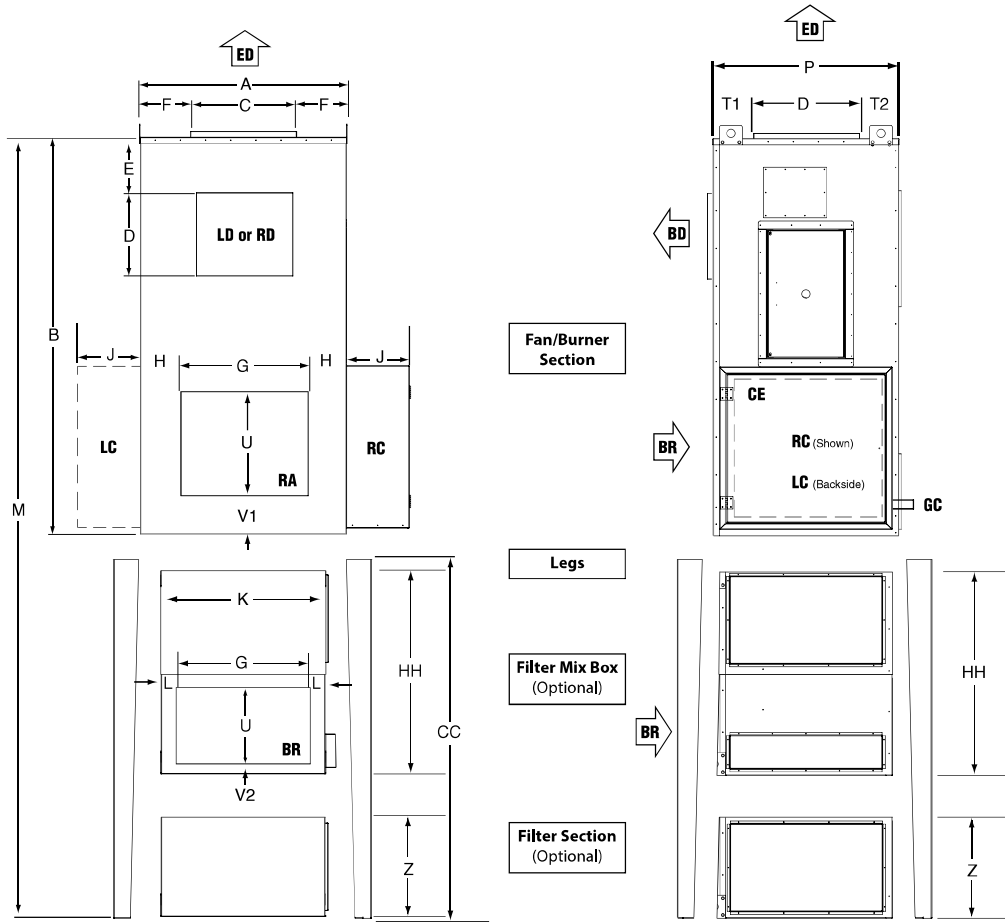 ED
A
F
C
F
E
D
LD or RD
B
J
H
G
H
J
LC
U
RC
RA
M
V1
K
G
L
L
HH
U
BR
CC
V2
Z
Fan/Burner
Section
Legs
Filter Mix Box
(Optional)
Filter Section
(Optional)
ED
P
T1
D
T2
BD
CE
BR
RC (Shown)
LC (Backside)
GC
HH
BR
Z